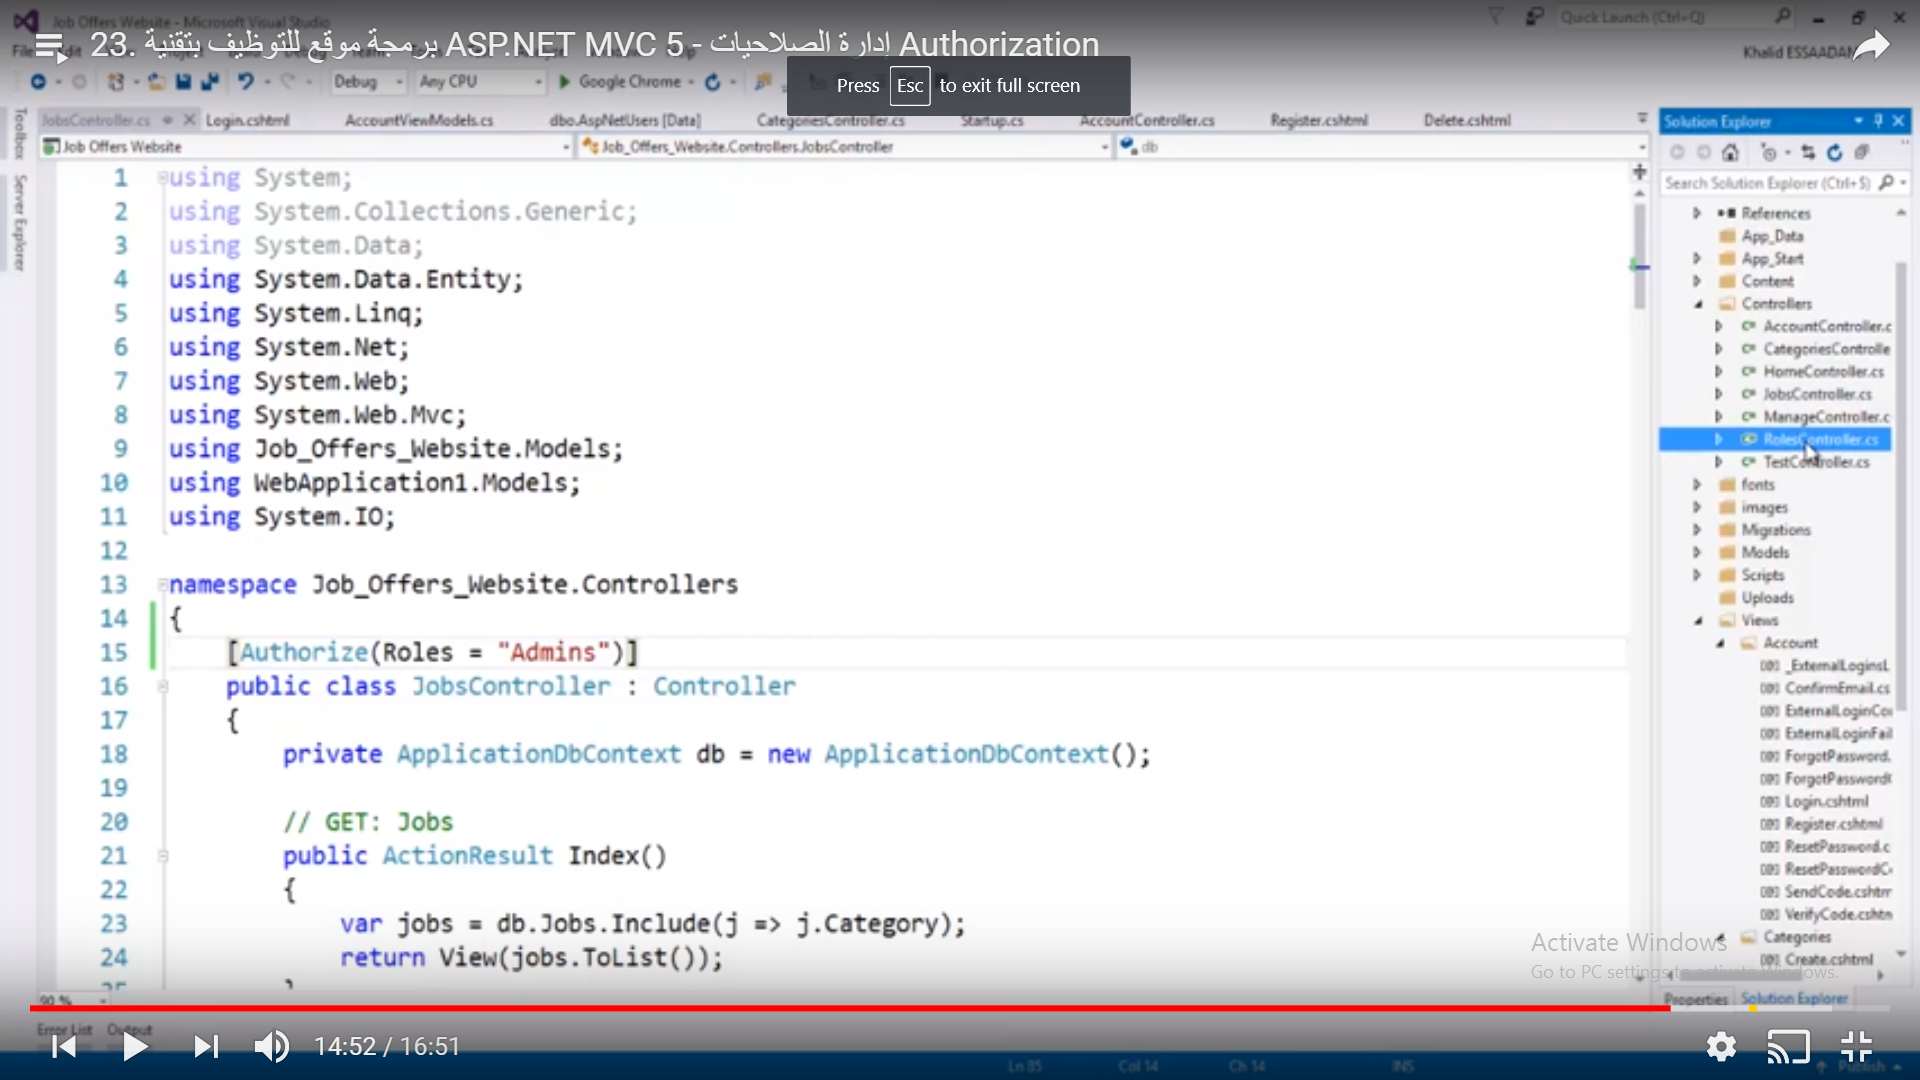 Job Offers Website - Microsoft Visual Studio
Quick Launch (Ctrl+Q)
23. برمجة موقع للتوظيف بتقنية ASP.NET MVC 5 - إدارة الصلاحيات Authorization
Khalid ESSAADANI
Press Esc to exit full screen
Debug
Any CPU
Google Chrome
JobsController.cs
Login.cshtml
AccountViewModels.cs
dbo.AspNetUsers [Data]
CategoriesController.cs
Startup.cs
AccountController.cs
Register.cshtml
Delete.cshtml
Toolbox
Server Explorer
Job Offers Website
Job_Offers_Website.Controllers.JobsController
db
1 using System;
2 using System.Collections.Generic;
3 using System.Data;
4 using System.Data.Entity;
5 using System.Linq;
6 using System.Net;
7 using System.Web;
8 using System.Web.Mvc;
9 using Job_Offers_Website.Models;
10 using WebApplication1.Models;
11 using System.IO;
12
13 namespace Job_Offers_Website.Controllers
14 {
15 [Authorize(Roles = "Admins")]
16 public class JobsController : Controller
17 {
18 private ApplicationDbContext db = new ApplicationDbContext();
19
20 // GET: Jobs
21 public ActionResult Index()
22 {
23 var jobs = db.Jobs.Include(j => j.Category);
24 return View(jobs.ToList());
90 %
Solution Explorer
Search Solution Explorer (Ctrl+$)
References
App_Data
App_Start
Content
Controllers
AccountController.c
CategoriesControlle
HomeController.cs
JobsController.cs
ManageController.c
RolesController.cs
TestController.cs
fonts
images
Migrations
Models
Scripts
Uploads
Views
Account
_ExternalLoginsL
ConfirmEmail.cs
ExternalLoginCo
ExternalLoginFail
ForgotPassword.
ForgotPassword
Login.cshtml
Register.cshtml
ResetPassword.c
ResetPasswordC
SendCode.cshtm
VerifyCode.cshtm
Categories
Create.cshtml
Activate Windows
Go to PC settings to activate Windows.
Properties
Solution Explorer
Error List
Output
14:52 / 16:51
Ln 85
Col 14
Ch 14
INS
Publish